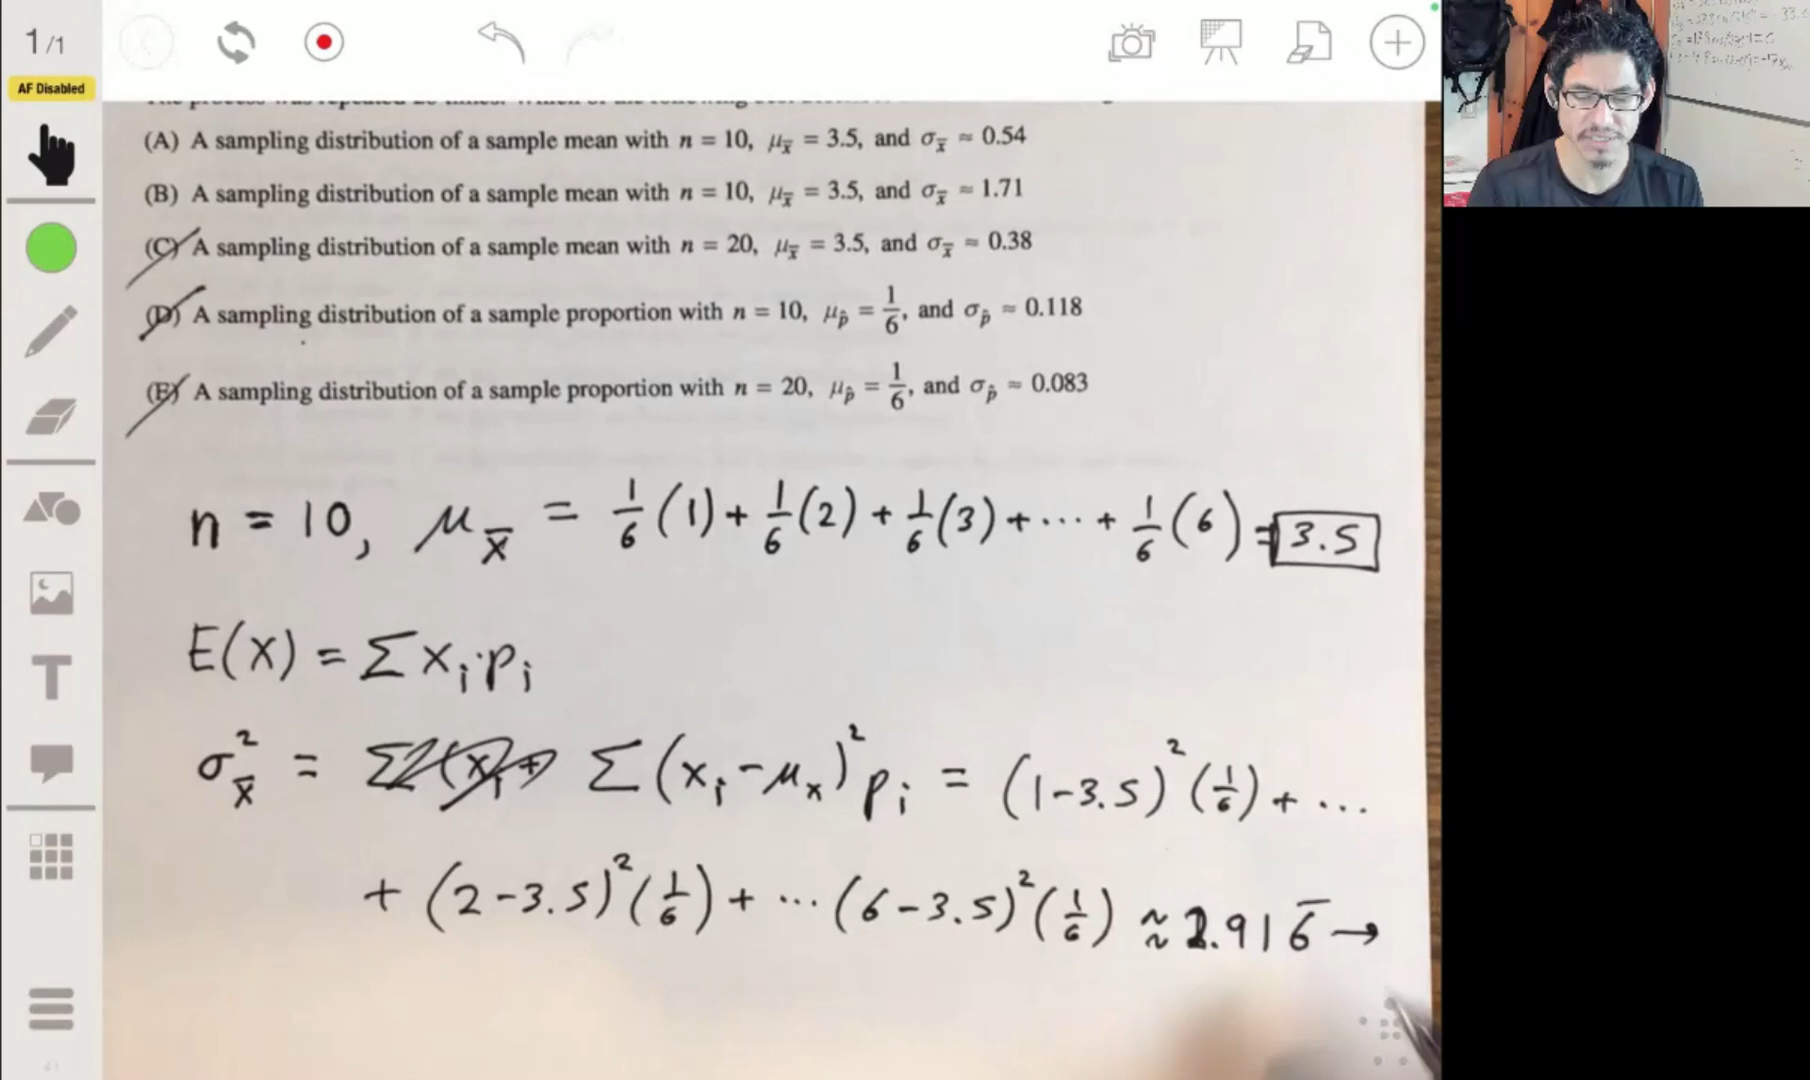 1/1
AF Disabled
(A) A sampling distribution of a sample mean with n = 10, μx̄ = 3.5, and σx̄ ≈ 0.54
(B) A sampling distribution of a sample mean with n = 10, μx̄ = 3.5, and σx̄ ≈ 1.71
(C) A sampling distribution of a sample mean with n = 20, μx̄ = 3.5, and σx̄ ≈ 0.38
(D) A sampling distribution of a sample proportion with n = 10, μp̂ = 1/6, and σp̂ ≈ 0.118
(E) A sampling distribution of a sample proportion with n = 20, μp̂ = 1/6, and σp̂ ≈ 0.083
n = 10, μx̄ = 1/6 (1) + 1/6 (2) + 1/6 (3) + ... + 1/6 (6) = 3.5
E(X) = Σ xi · pi
σ²x̄ = Σ (xi - μx)² pi = (1-3.5)² (1/6) + ...
+ (2-3.5)² (1/6) + ... (6-3.5)² (1/6) ≈ 2.916̄ →
T